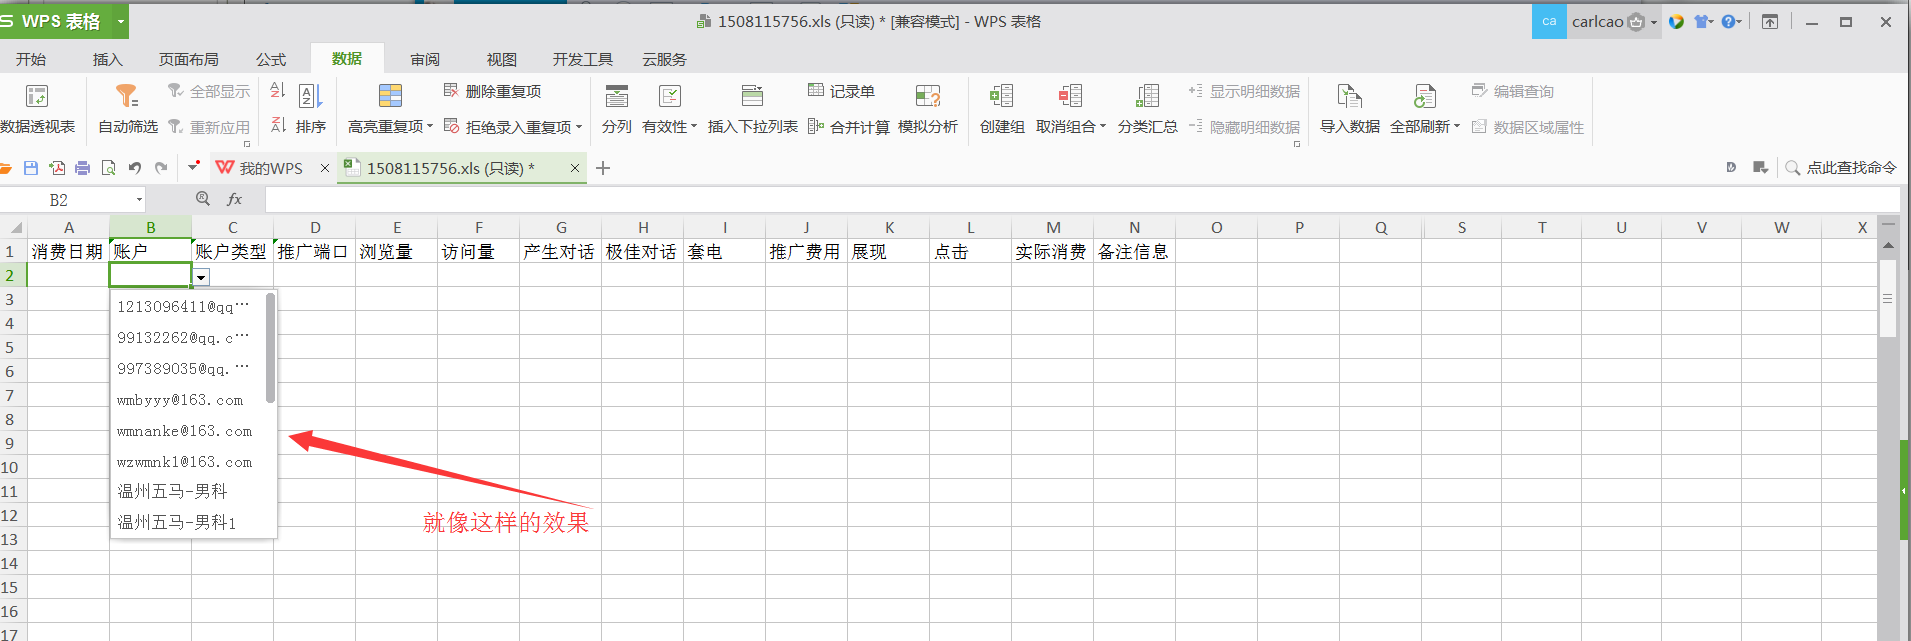 S WPS 表格
1508115756.xls (只读) * [兼容模式] - WPS 表格
ca carlcao
开始 插入 页面布局 公式 数据 审阅 视图 开发工具 云服务
全部显示 删除重复项 记录单 显示明细数据 编辑查询
数据透视表 自动筛选 重新应用 排序 高亮重复项 拒绝录入重复项 分列 有效性 插入下拉列表 合并计算 模拟分析 创建组 取消组合 分类汇总 隐藏明细数据 导入数据 全部刷新 数据区域属性
我的WPS 1508115756.xls (只读) * 点此查找命令
B2 fx
A B C D E F G H I J K L M N O P Q R S T U V W X
1 消费日期 账户 账户类型 推广端口 浏览量 访问量 产生对话 极佳对话 套电 推广费用 展现 点击 实际消费 备注信息
2
3
1213096411@qq…
4
99132262@qq.c…
5
6
997389035@qq.…
7
wmbyyy@163.com
8
9
wmnanke@163.com
10
wzwmnk1@163.com
11
温州五马-男科
12
温州五马-男科1
就像这样的效果
13
14
15
16
17